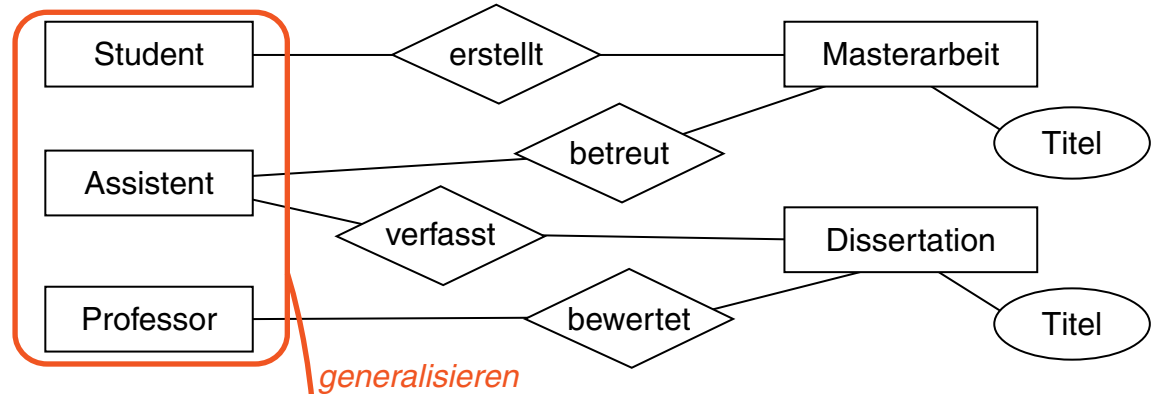 Student
erstellt
Masterarbeit
Titel
betreut
Assistent
verfasst
Dissertation
Professor
bewertet
Titel
generalisieren